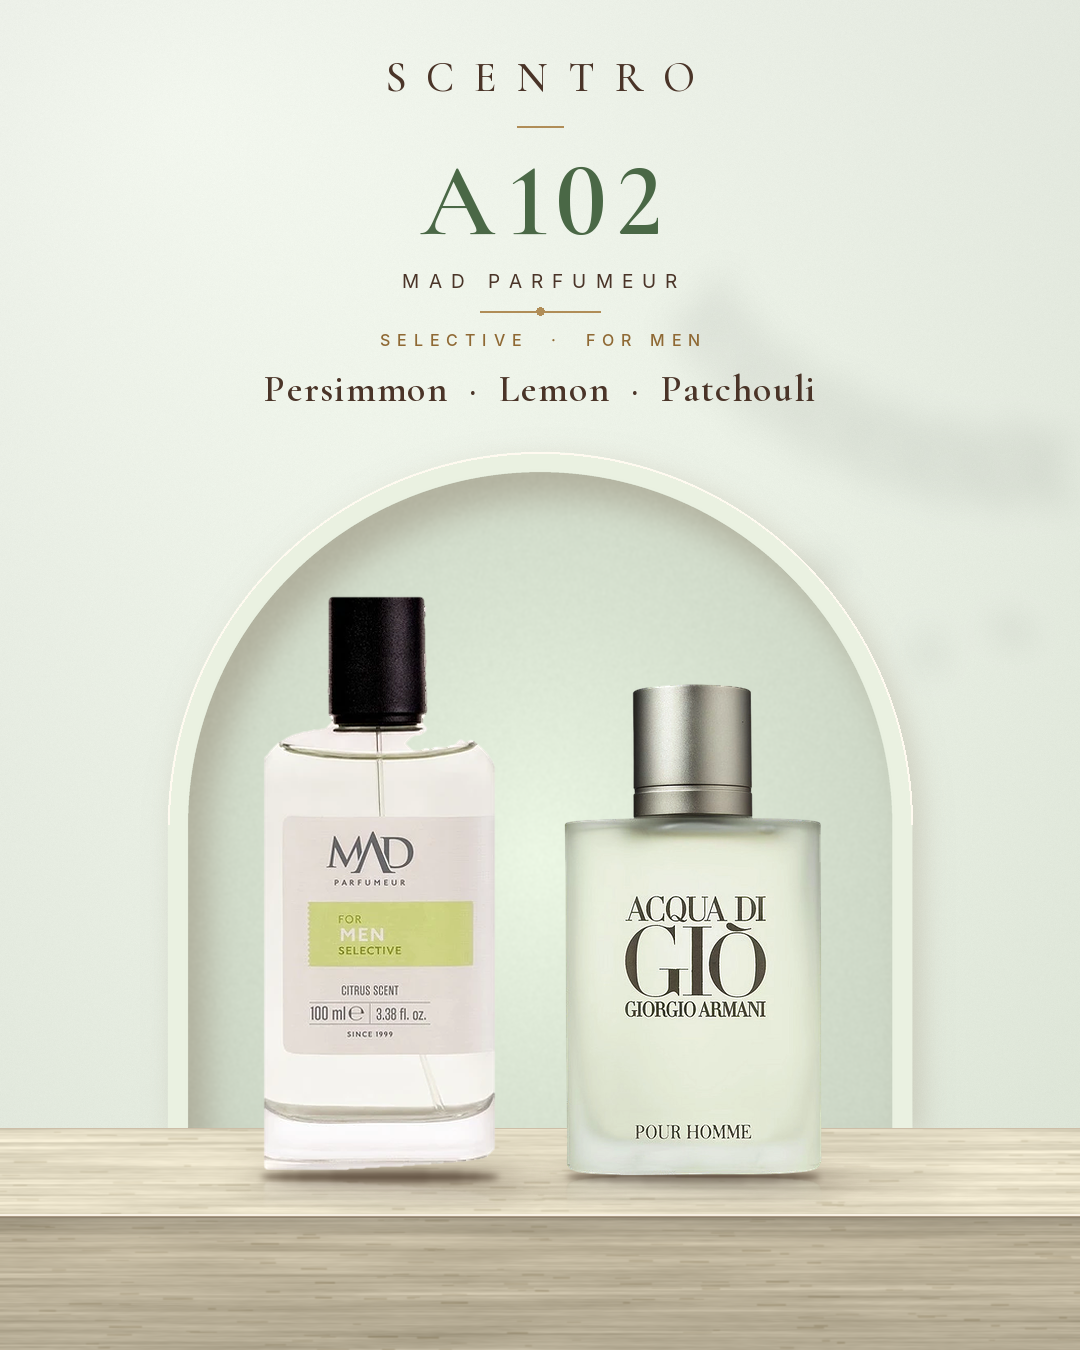 SCENTRO
A102
MAD PARFUMEUR
SELECTIVE · FOR MEN
Persimmon · Lemon · Patchouli
MAD
PARFUMEUR
FOR
MEN
SELECTIVE
CITRUS SCENT
100 ml ℮ 3.38 fl. oz.
SINCE 1999
ACQUA DI
GIÒ
GIORGIO ARMANI
POUR HOMME